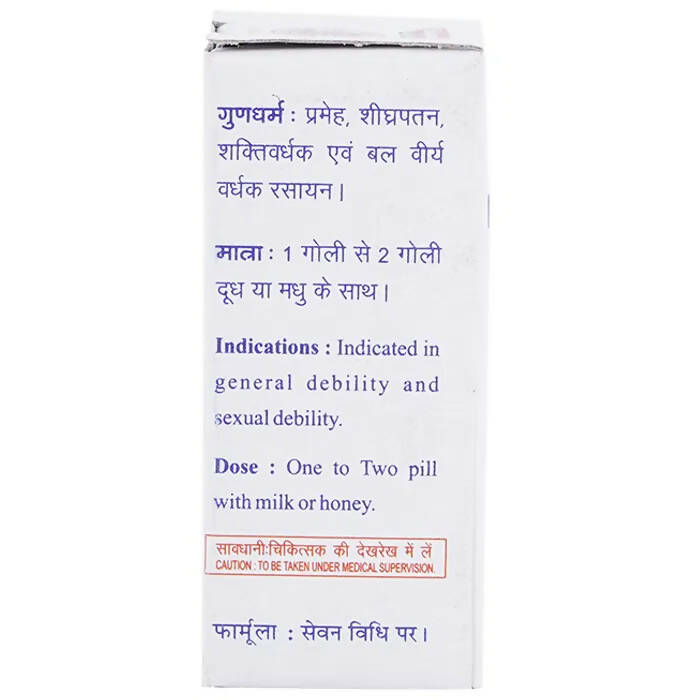 गुणधर्म : प्रमेह, शीघ्रपतन,
शक्तिवर्धक एवं बल वीर्य
वर्धक रसायन।
मात्रा : 1 गोली से 2 गोली
दूध या मधु के साथ।
Indications : Indicated in
general debility and
sexual debility.
Dose : One to Two pill
with milk or honey.
सावधानी:चिकित्सक की देखरेख में लें
CAUTION : TO BE TAKEN UNDER MEDICAL SUPERVISION.
फार्मूला : सेवन विधि पर।